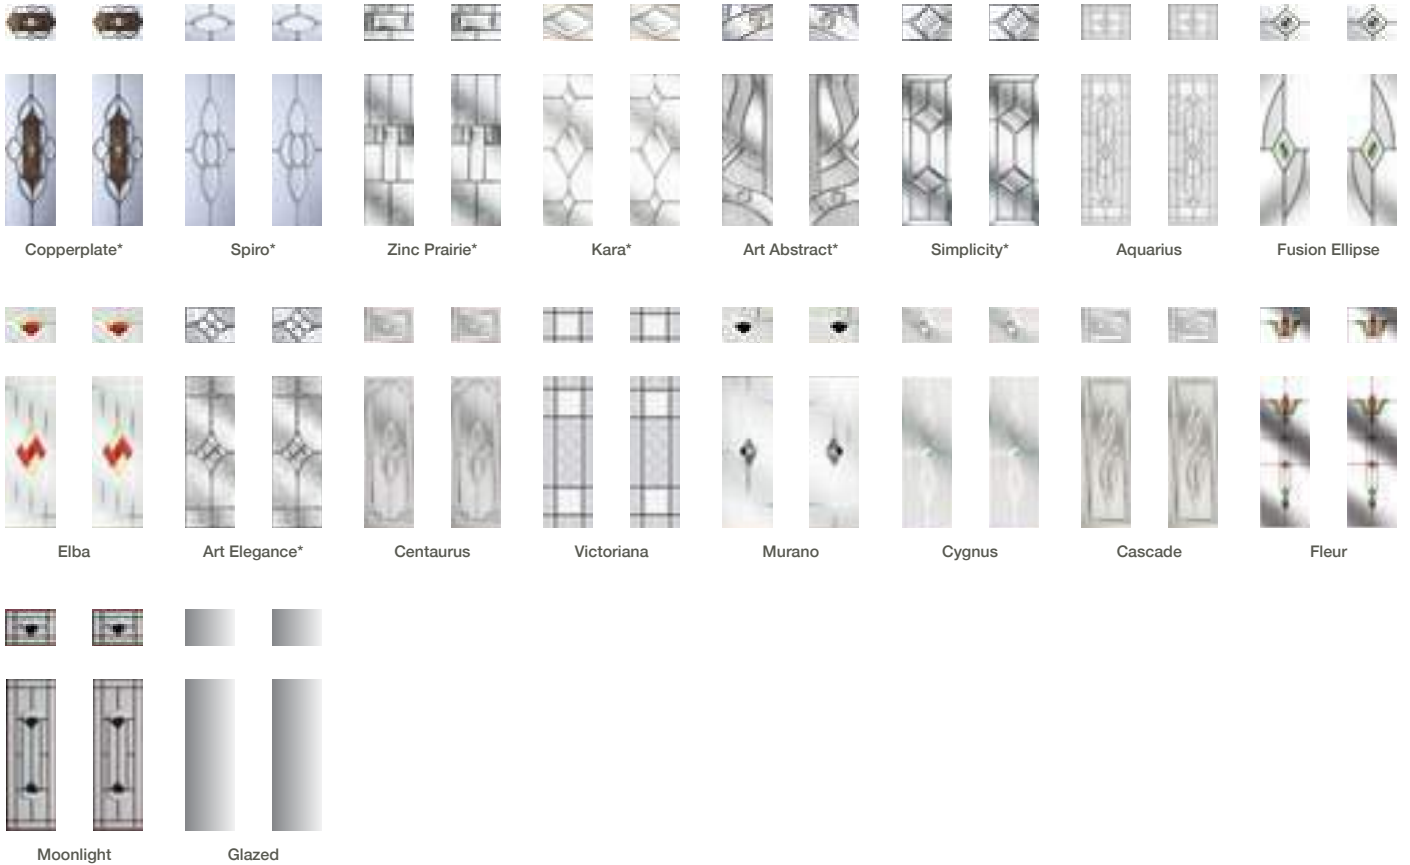 Copperplate*
Spiro*
Zinc Prairie*
Kara*
Art Abstract*
Simplicity*
Aquarius
Fusion Ellipse
Elba
Art Elegance*
Centaurus
Victoriana
Murano
Cygnus
Cascade
Fleur
Moonlight
Glazed